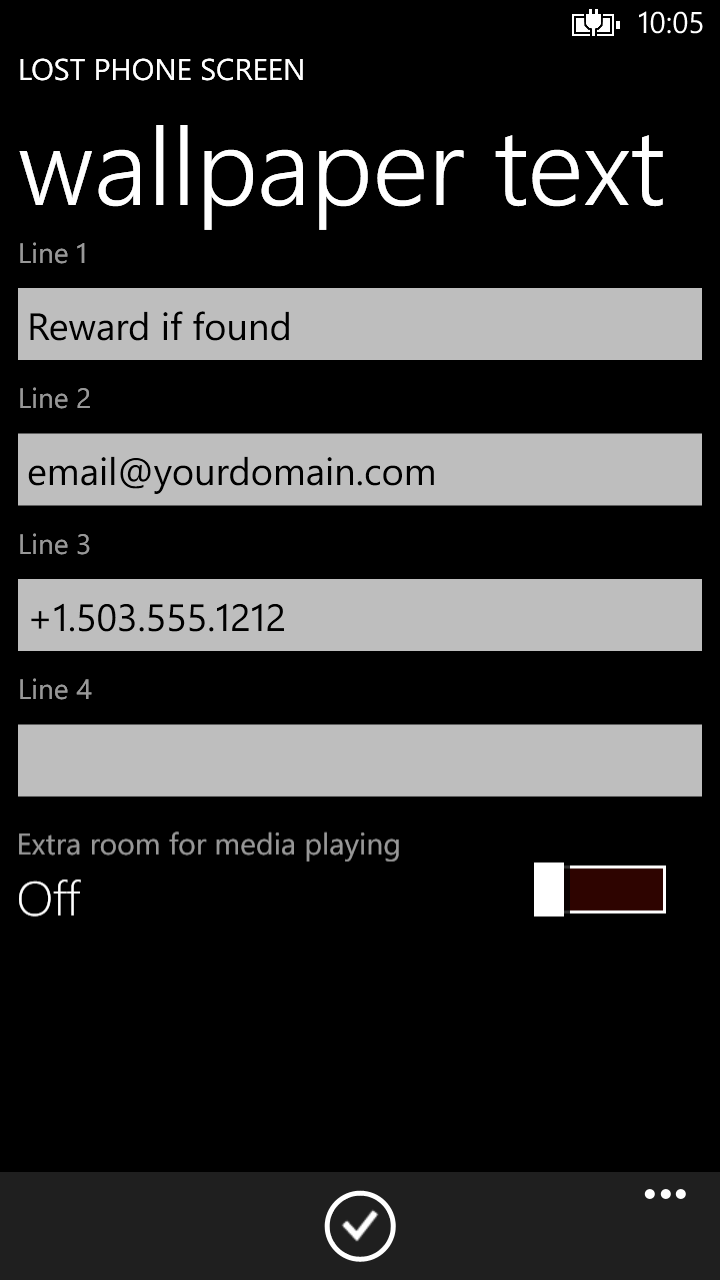 10:05
LOST PHONE SCREEN
wallpaper text
Line 1
Reward if found
Line 2
email@yourdomain.com
Line 3
+1.503.555.1212
Line 4
Extra room for media playing
Off